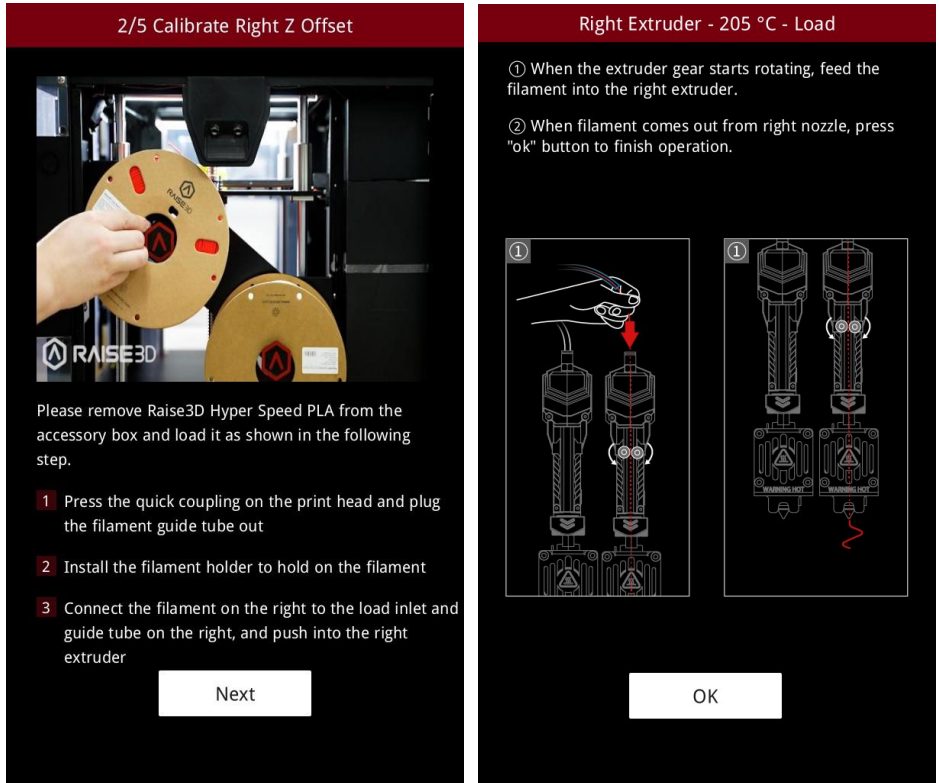 2/5 Calibrate Right Z Offset
RAISE3D
RAISE3D
Please remove Raise3D Hyper Speed PLA from the
accessory box and load it as shown in the following
step.
1 Press the quick coupling on the print head and plug
the filament guide tube out
2 Install the filament holder to hold on the filament
3 Connect the filament on the right to the load inlet and
guide tube on the right, and push into the right
extruder
Next
Right Extruder - 205 °C - Load
① When the extruder gear starts rotating, feed the
filament into the right extruder.
② When filament comes out from right nozzle, press
"ok" button to finish operation.
①
①
WARNING HOT
WARNING HOT
OK